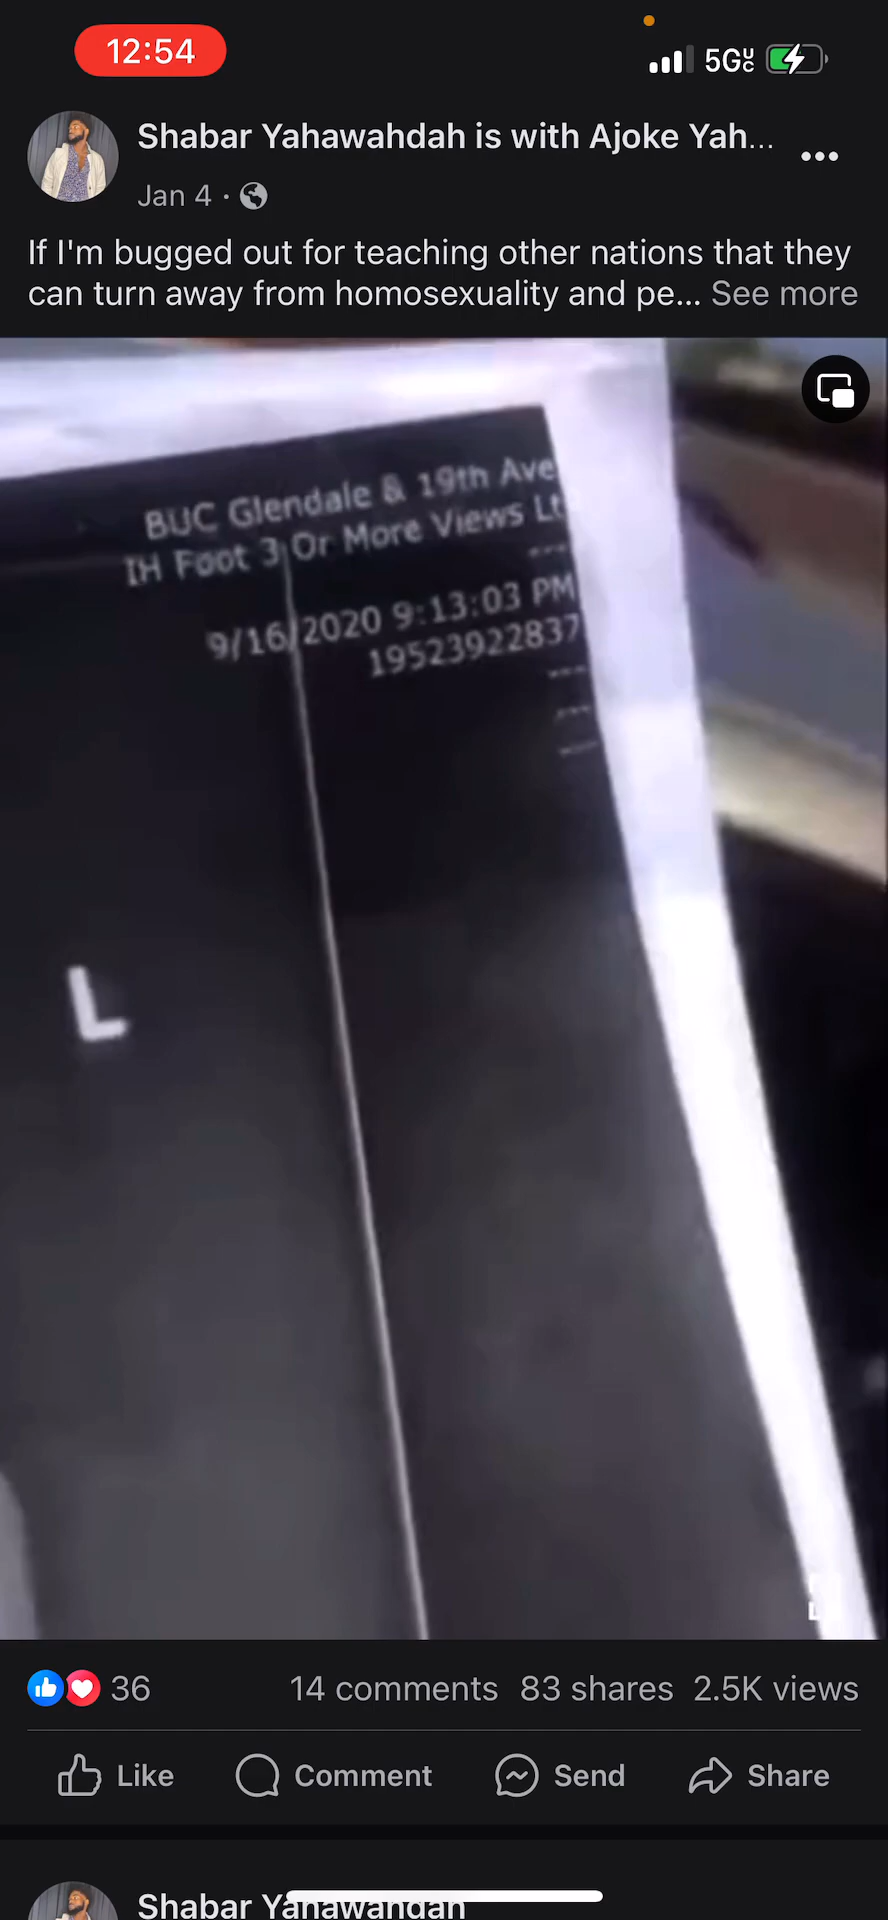 12:54
5GUC
Shabar Yahawahdah is with Ajoke Yah...
Jan 4 ·
If I'm bugged out for teaching other nations that they
can turn away from homosexuality and pe... See more
BUC Glendale & 19th Ave
IH Foot 3 Or More Views Lt
---
9/16/2020 9:13:03 PM
19523922837
---
---
---
L
36 14 comments 83 shares 2.5K views
Like Comment Send Share
Shabar Yahawahdah